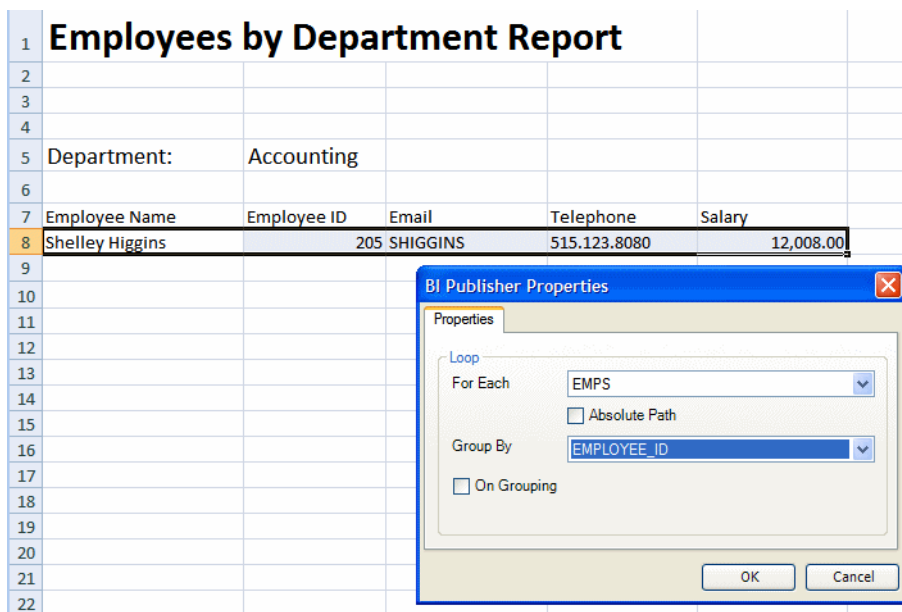 1 Employees by Department Report
2
3
4
5 Department: Accounting
6
7 Employee Name Employee ID Email Telephone Salary
8 Shelley Higgins 205 SHIGGINS 515.123.8080 12,008.00
9
10
11
12
13
14
15
16
17
18
19
20
21
22
BI Publisher Properties
Properties
Loop
For Each EMPS
Absolute Path
Group By EMPLOYEE_ID
On Grouping
OK Cancel